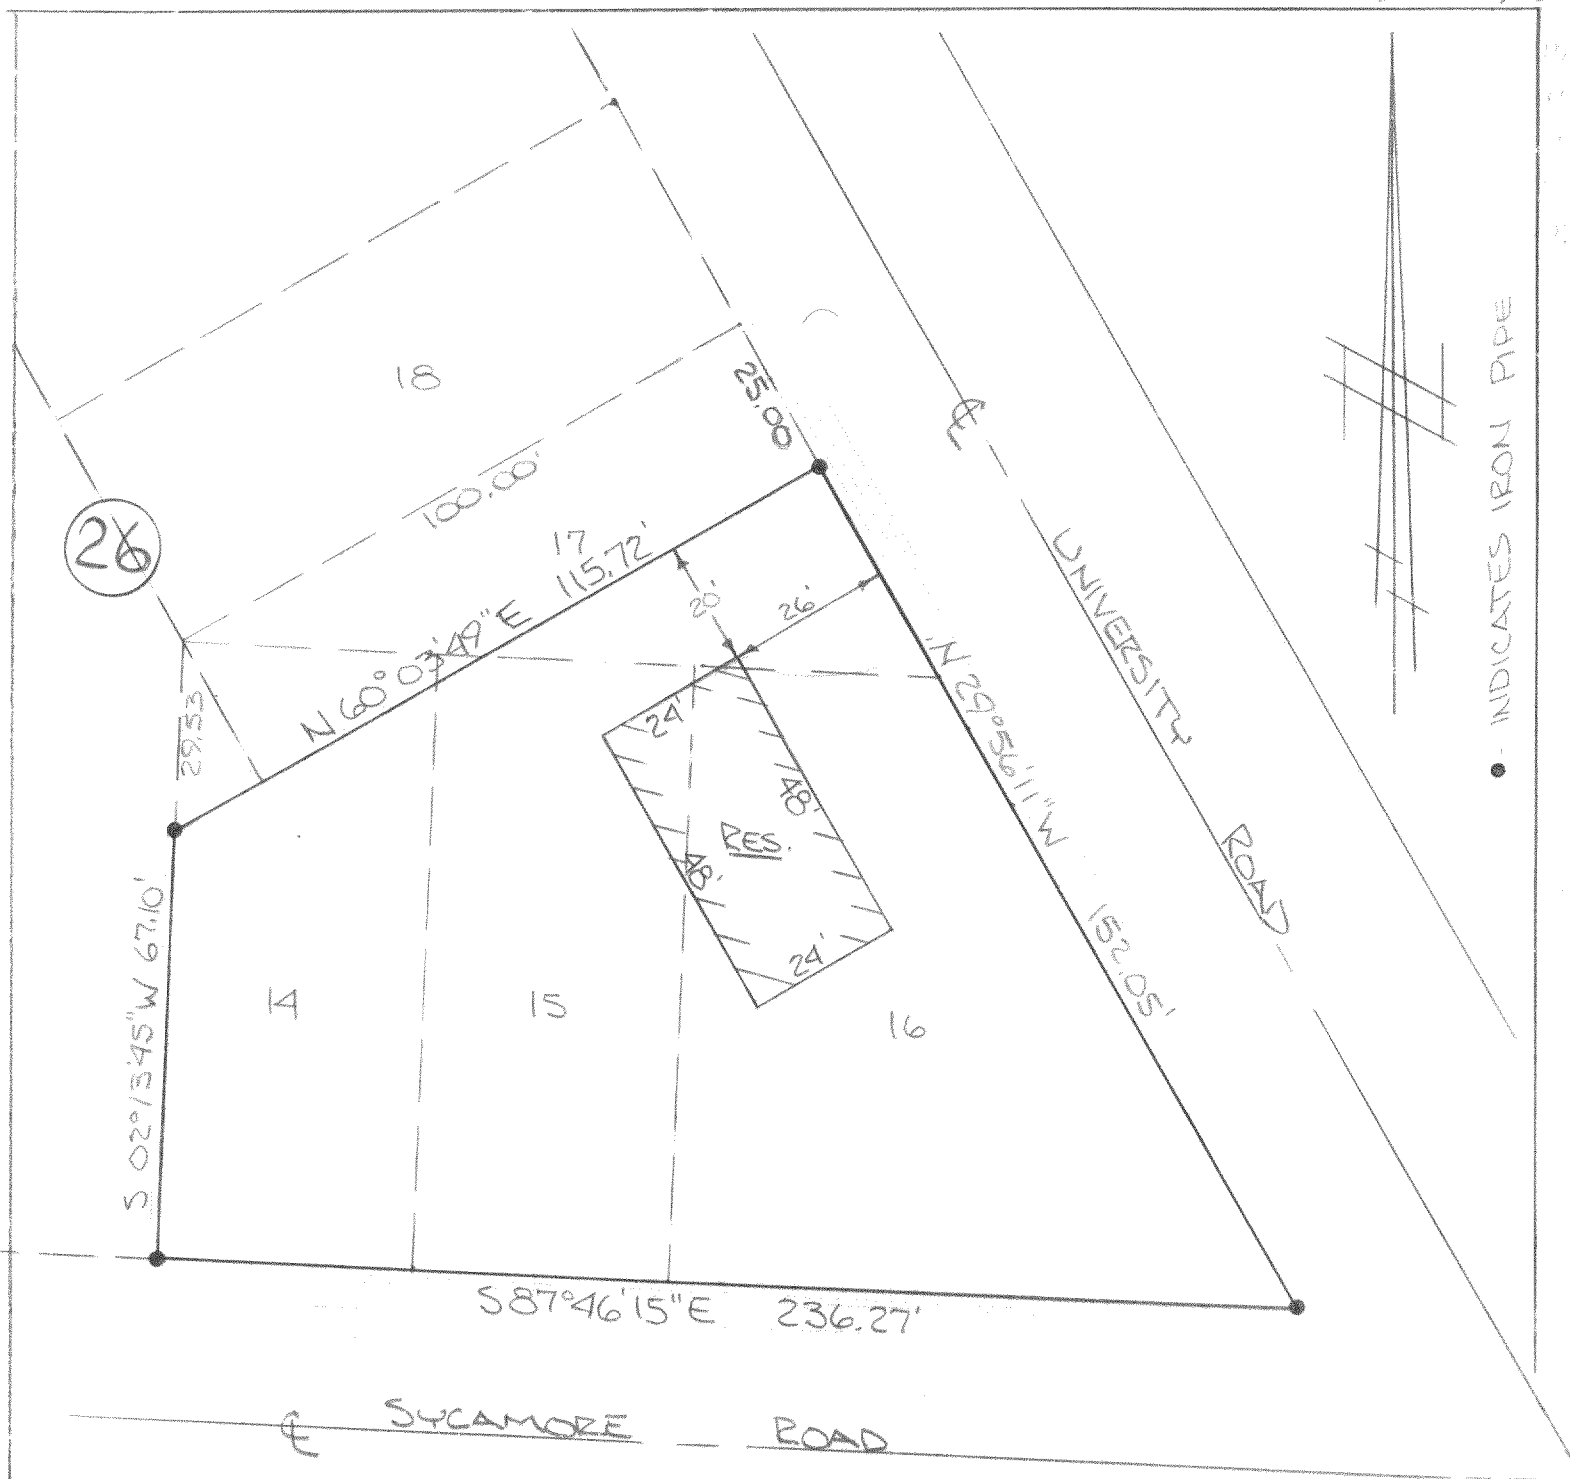 18
25.00
100.00'
26
17
115.72'
N 60° 03' 49" E
20'
26'
29.53
24'
48'
RES.
48'
24'
N 29° 56' 11" W
152.05'
℄
UNIVERSITY
ROAD
INDICATES IRON PIPE
S 02° 13' 45" W 67.10'
14
15
16
S 87° 46' 15" E 236.27'
℄ SYCAMORE ROAD